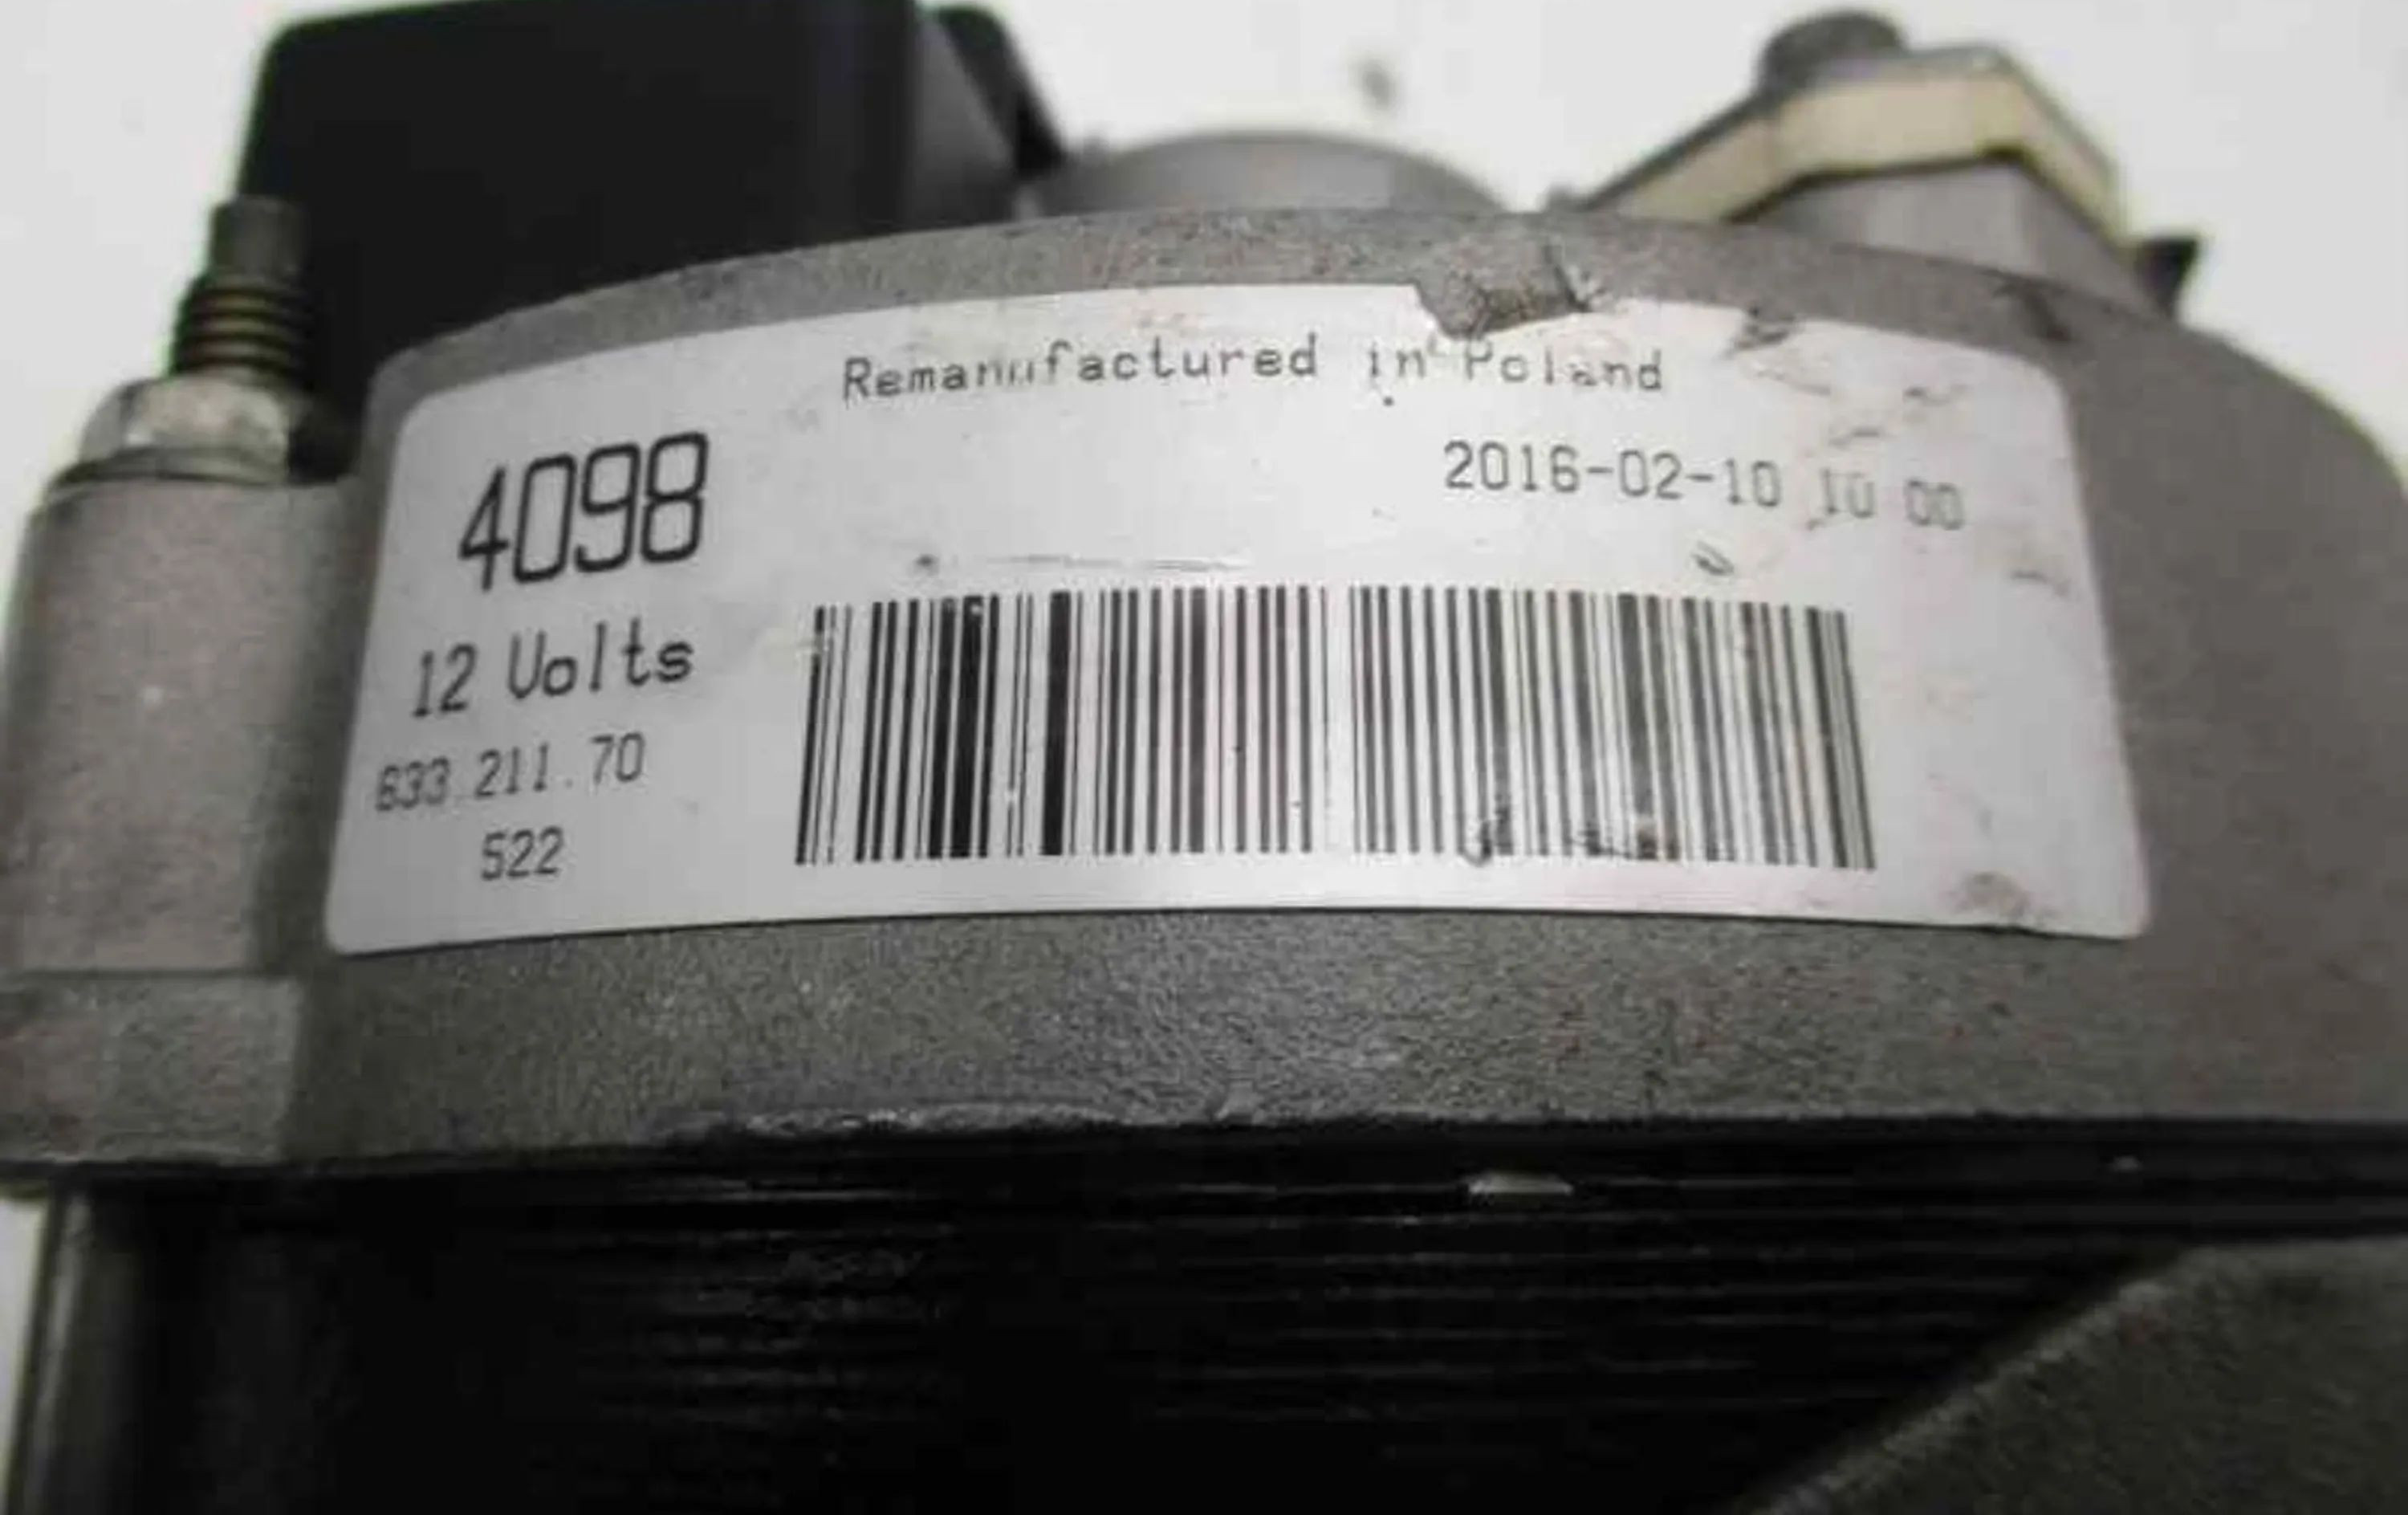 Remanufactured in Poland
4098
2016-02-10 10 00
12 Volts
633.211.70
522